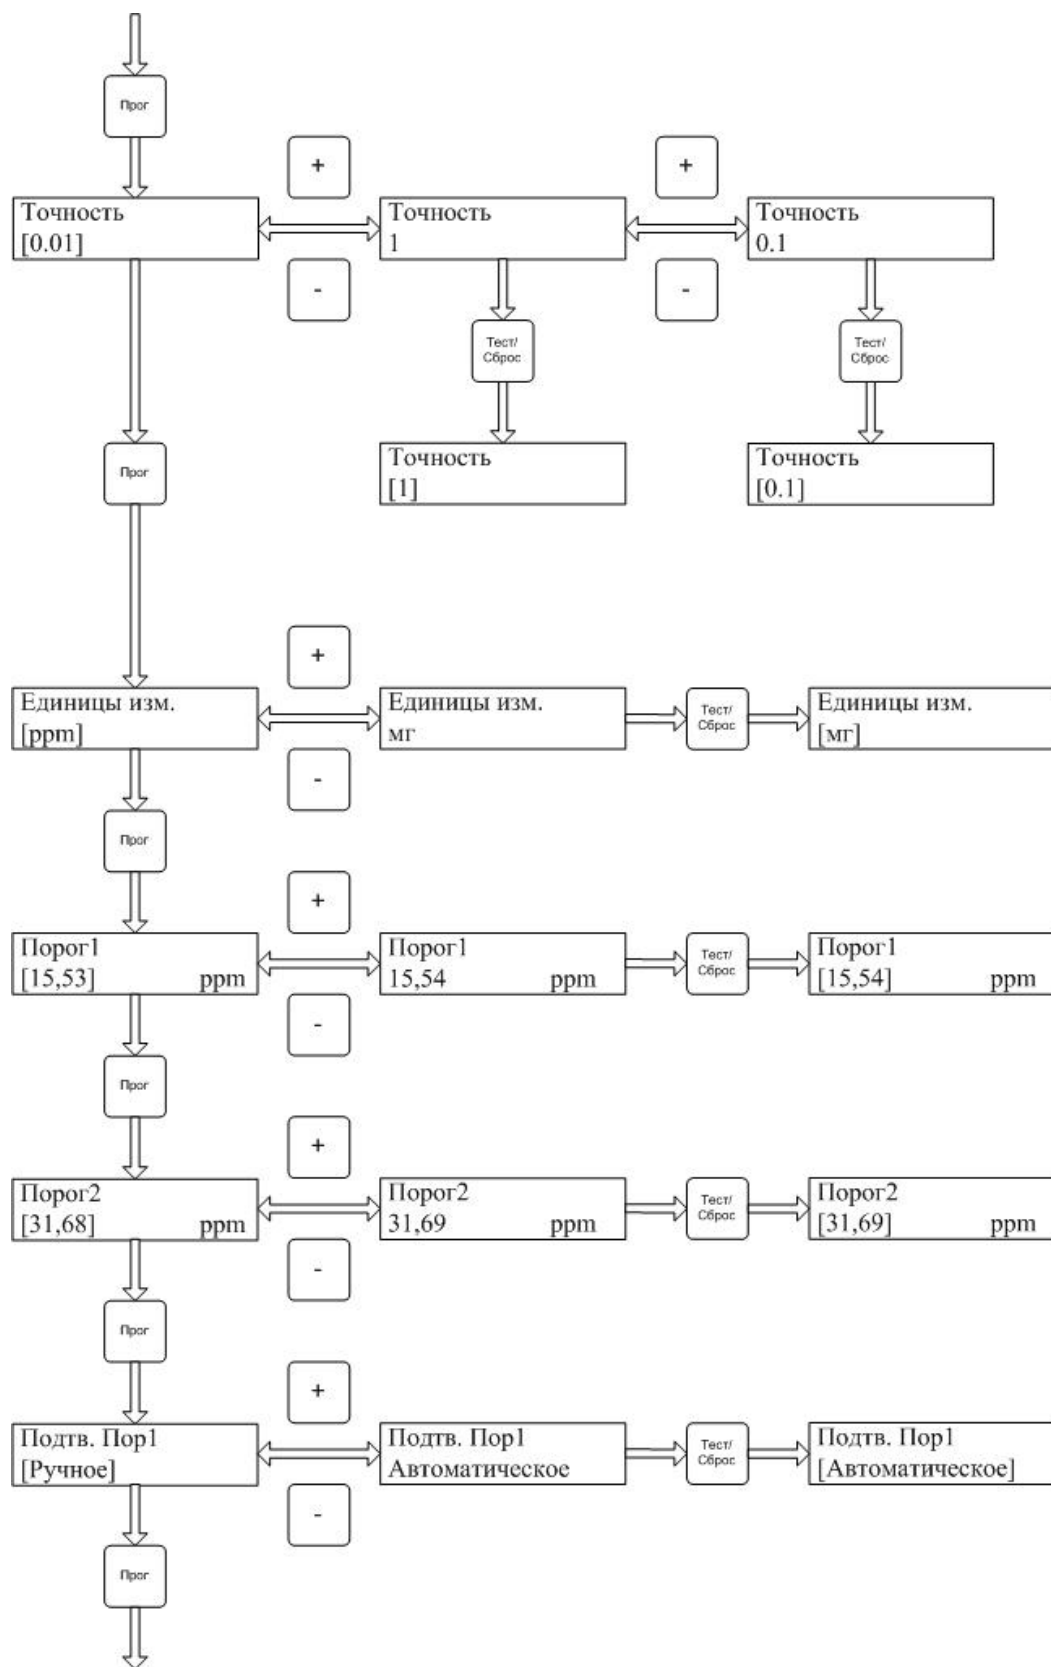 Прог
+
+
Точность
[0.01]
Точность
1
Точность
0.1
-
-
Тест/
Сброс
Тест/
Сброс
Прог
Точность
[1]
Точность
[0.1]
+
Единицы изм.
[ppm]
Единицы изм.
мг
Тест/
Сброс
Единицы изм.
[мг]
-
Прог
+
Порог1
[15,53] ppm
Порог1
15,54 ppm
Тест/
Сброс
Порог1
[15,54] ppm
-
Прог
+
Порог2
[31,68] ppm
Порог2
31,69 ppm
Тест/
Сброс
Порог2
[31,69] ppm
-
Прог
+
Подтв. Пор1
[Ручное]
Подтв. Пор1
Автоматическое
Тест/
Сброс
Подтв. Пор1
[Автоматическое]
-
Прог